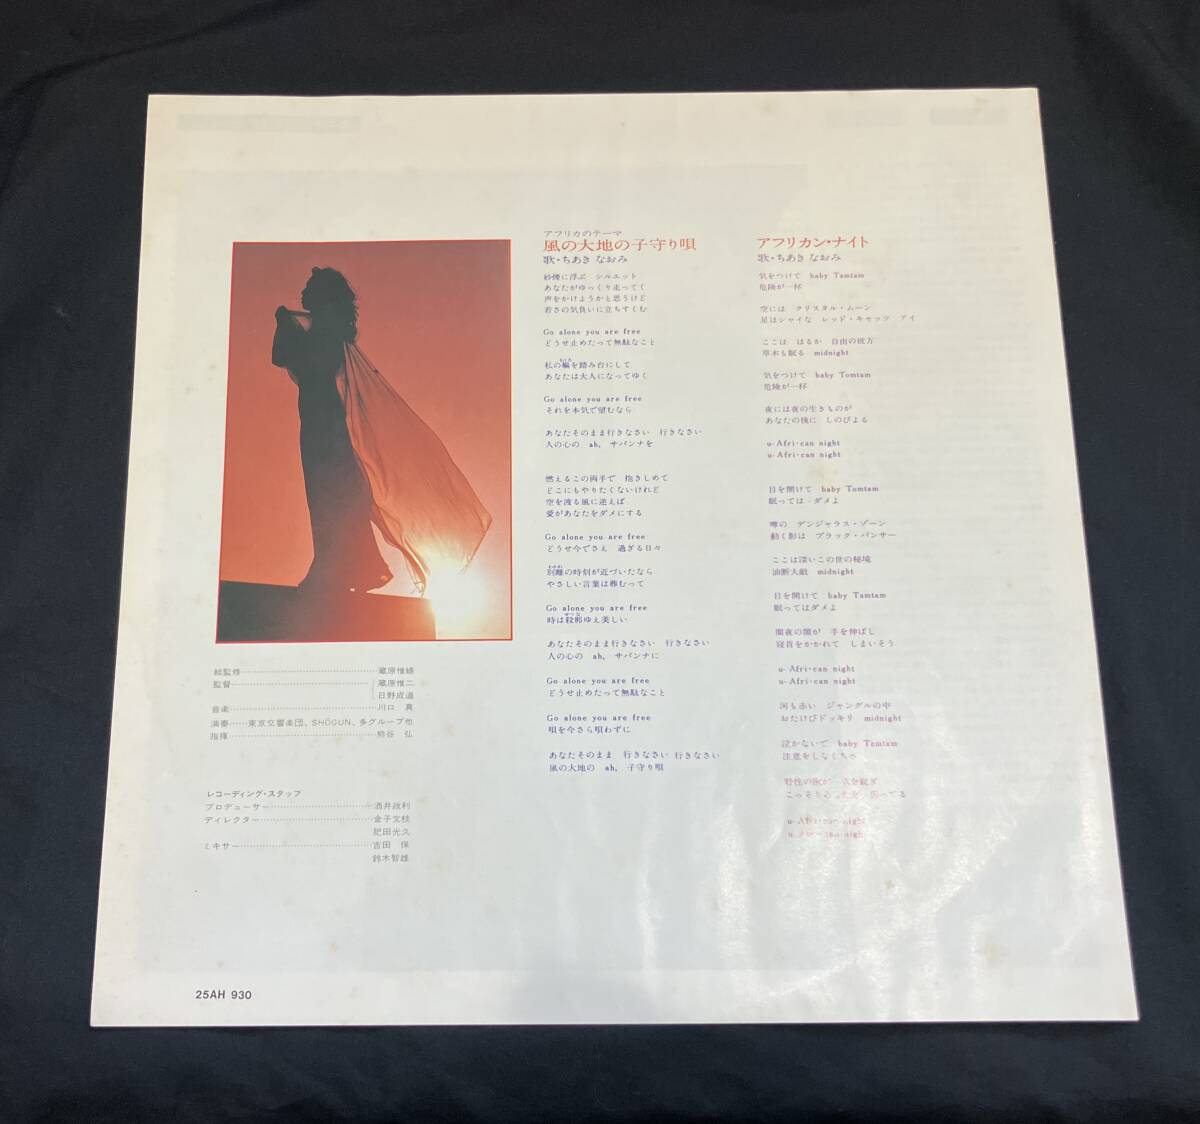 アフリカのテーマ
風の大地の子守り唄
歌・ちあき なおみ
砂煙に浮ぶ シルエット
あなたがゆっくり走ってく
声をかけようかと思うけど
若さの気負いに立ちすくむ
Go alone you are free
どうせ止めたって無駄なこと
私の軀を踏み台にして
あなたは大人になってゆく
Go alone you are free
それを本気で望むなら
あなたそのまま行きなさい 行きなさい
人の心の ah, サバンナを
燃えるこの両手で 抱きしめて
どこにもやりたくないけれど
空を渡る風に逆えば
愛があなたをダメにする
Go alone you are free
どうせ今でさえ 過ぎる日々
別離の時刻が近づいたなら
やさしい言葉は葬むって
Go alone you are free
時は殺那ゆえ美しい
あなたそのまま行きなさい 行きなさい
人の心の ah, サバンナに
Go alone you are free
どうせ止めたって無駄なこと
Go alone you are free
唄を今さら唄わずに
あなたそのまま 行きなさい 行きなさい
風の大地の ah, 子守り唄
アフリカン・ナイト
歌・ちあき なおみ
気をつけて baby Tamtam
危険が一杯
空には クリスタル・ムーン
星はシャイな レッド・キャッツ アイ
ここは はるか 自由の彼方
草木も眠る midnight
気をつけて baby Tomtam
危険が一杯
夜には夜の生きものが
あなたの後に しのびよる
u- Afri-can night
u- Afri-can night
目を開けて baby Tomtam
眠っては-ダメよ
噂の デンジャラス・ゾーン
動く影は ブラック・パンサー
ここは深いこの世の秘境
油断大敵 midnight
目を開けて baby Tamtam
眠ってはダメよ
闇夜の闇が 手を伸ばし
寝首をかかれて しまいそう
u- Afri-can night
u- Afri-can night
河も赤い ジャングルの中
おたけびドッキリ midnight
泣かないで baby Tamtam
注意をしなくちゃ
野性の
こっそり
u- Afri-can night
u-
総監修 蔵原惟繕
監督 蔵原惟二
日野成道
音楽 川口 真
演奏 東京交響楽団、SHŌGUN、多グループ他
指揮 熊谷 弘
レコーディング・スタッフ
プロデューサー 酒井政利
ディレクター 金子文枝
肥田光久
ミキサー 吉田 保
鈴木智雄
25AH 930